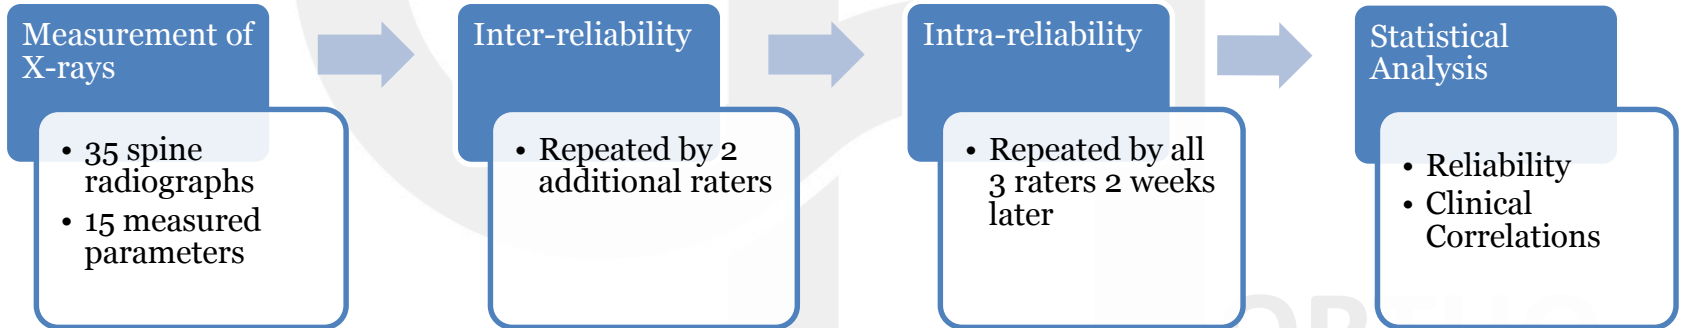 Measurement of
X-rays
• 35 spine
radiographs
• 15 measured
parameters
Inter-reliability
• Repeated by 2
additional raters
Intra-reliability
• Repeated by all
3 raters 2 weeks
later
Statistical
Analysis
• Reliability
• Clinical
Correlations